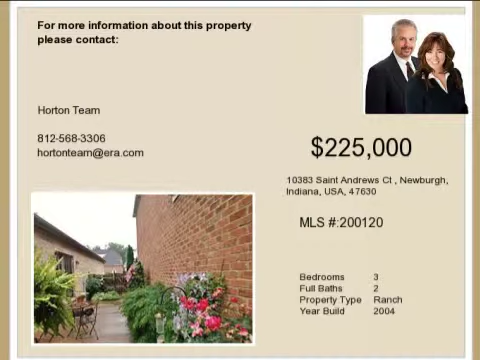 For more information about this property
please contact:
Horton Team
812-568-3306
hortonteam@era.com
$225,000
10383 Saint Andrews Ct , Newburgh,
Indiana, USA, 47630
MLS #:200120
Bedrooms 3
Full Baths 2
Property Type Ranch
Year Build 2004